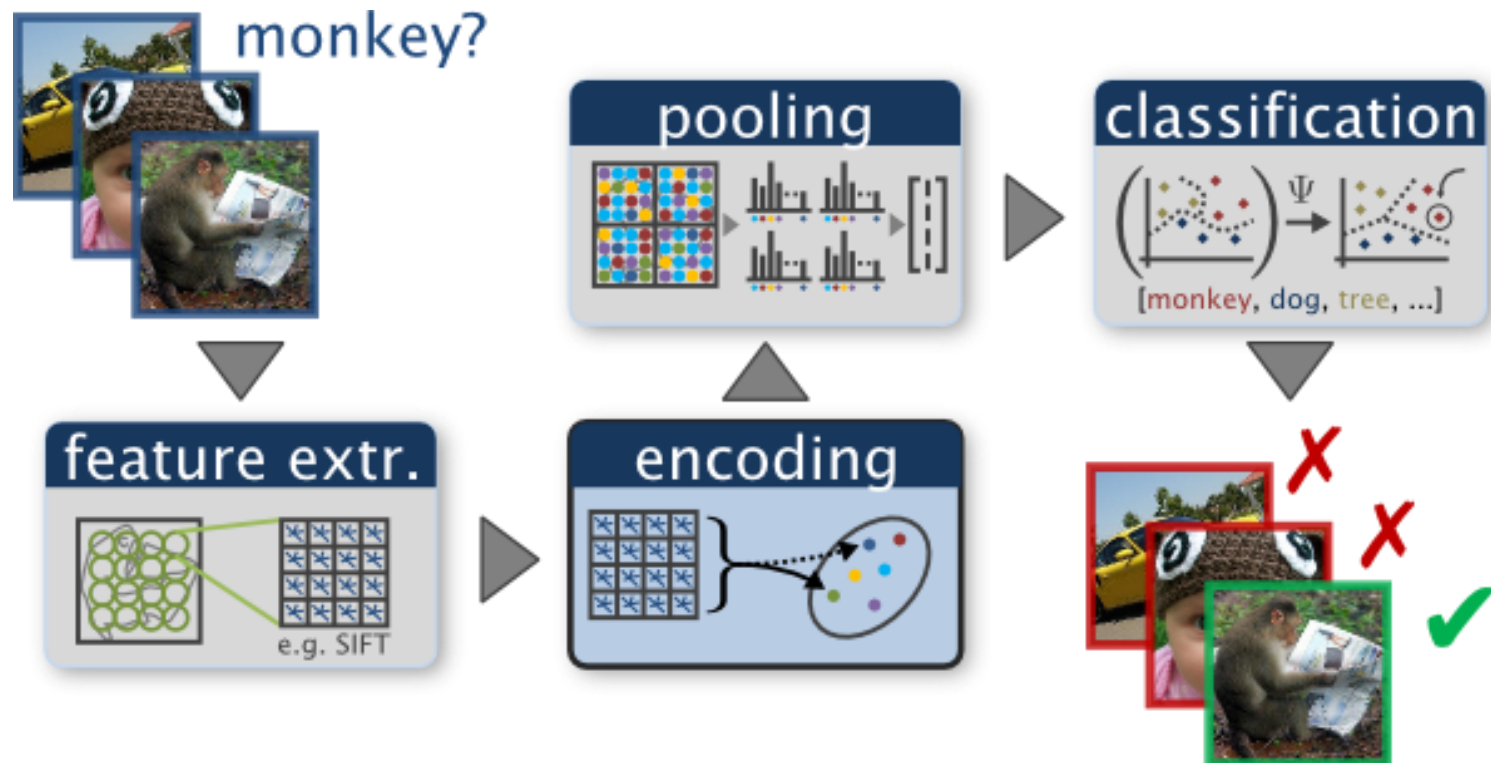 monkey?
feature extr.
e.g. SIFT
encoding
pooling
classification
Ψ
[monkey, dog, tree, ...]